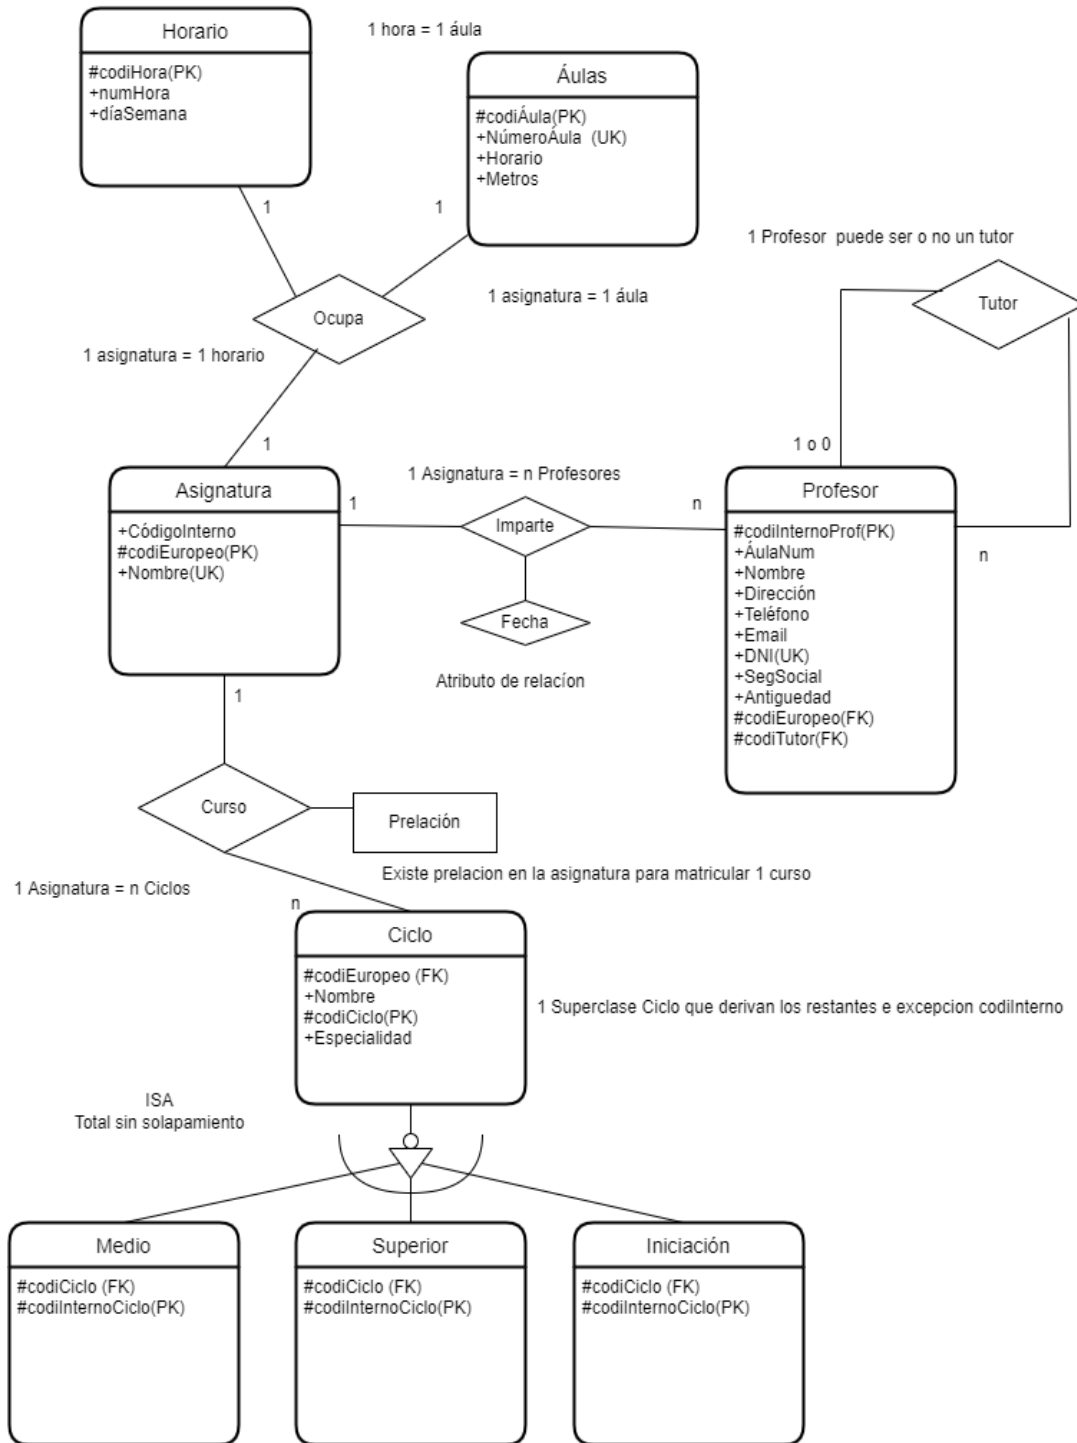 Horario
#codiHora(PK)
+numHora
+díaSemana
1 hora = 1 áula
Áulas
#codiÁula(PK)
+NúmeroÁula (UK)
+Horario
+Metros
1
1
1 Profesor puede ser o no un tutor
Ocupa
1 asignatura = 1 áula
Tutor
1 asignatura = 1 horario
1
1 o 0
Asignatura
+CódigoInterno
#codiEuropeo(PK)
+Nombre(UK)
1 Asignatura = n Profesores
1
Imparte
n
Fecha
Atributo de relacíon
Profesor
#codiInternoProf(PK)
+ÁulaNum
+Nombre
+Dirección
+Teléfono
+Email
+DNI(UK)
+SegSocial
+Antiguedad
#codiEuropeo(FK)
#codiTutor(FK)
n
1
Curso
Prelación
Existe prelacion en la asignatura para matricular 1 curso
1 Asignatura = n Ciclos
n
Ciclo
#codiEuropeo (FK)
+Nombre
#codiCiclo(PK)
+Especialidad
1 Superclase Ciclo que derivan los restantes e excepcion codiInterno
ISA
Total sin solapamiento
Medio
#codiCiclo (FK)
#codiInternoCiclo(PK)
Superior
#codiCiclo (FK)
#codiInternoCiclo(PK)
Iniciación
#codiCiclo (FK)
#codiInternoCiclo(PK)